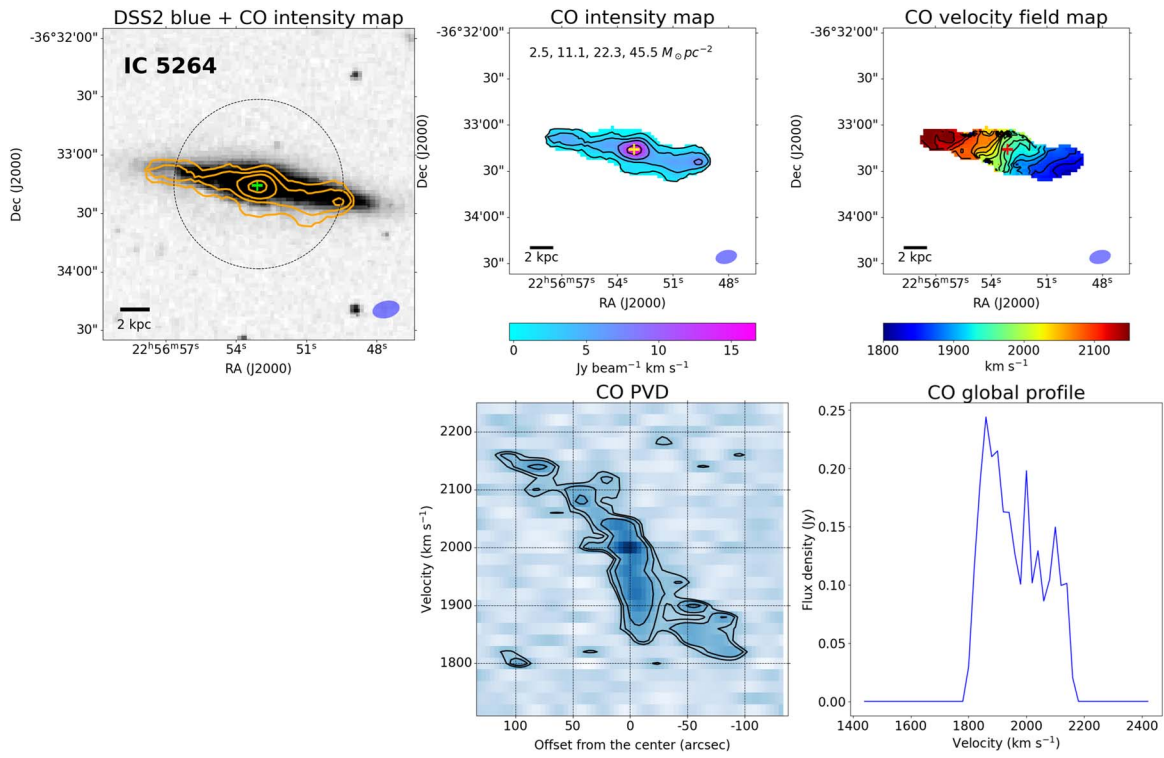 DSS2 blue + CO intensity map
-36°32'00"
30"
33'00"
30"
34'00"
30"
Dec (J2000)
IC 5264
2 kpc
22ʰ56ᵐ57ˢ
54ˢ
51ˢ
48ˢ
RA (J2000)
CO intensity map
-36°32'00"
30"
33'00"
30"
34'00"
30"
Dec (J2000)
2.5, 11.1, 22.3, 45.5 M⊙pc⁻²
2 kpc
22ʰ56ᵐ57ˢ
54ˢ
51ˢ
48ˢ
RA (J2000)
0
5
10
15
Jy beam⁻¹ km s⁻¹
CO velocity field map
-36°32'00"
30"
33'00"
30"
34'00"
30"
Dec (J2000)
2 kpc
22ʰ56ᵐ57ˢ
54ˢ
51ˢ
48ˢ
RA (J2000)
1800
1900
2000
2100
km s⁻¹
CO PVD
2200
2100
2000
1900
1800
Velocity (km s⁻¹)
100
50
0
-50
-100
Offset from the center (arcsec)
CO global profile
0.25
0.20
0.15
0.10
0.05
0.00
Flux density (Jy)
1400
1600
1800
2000
2200
2400
Velocity (km s⁻¹)